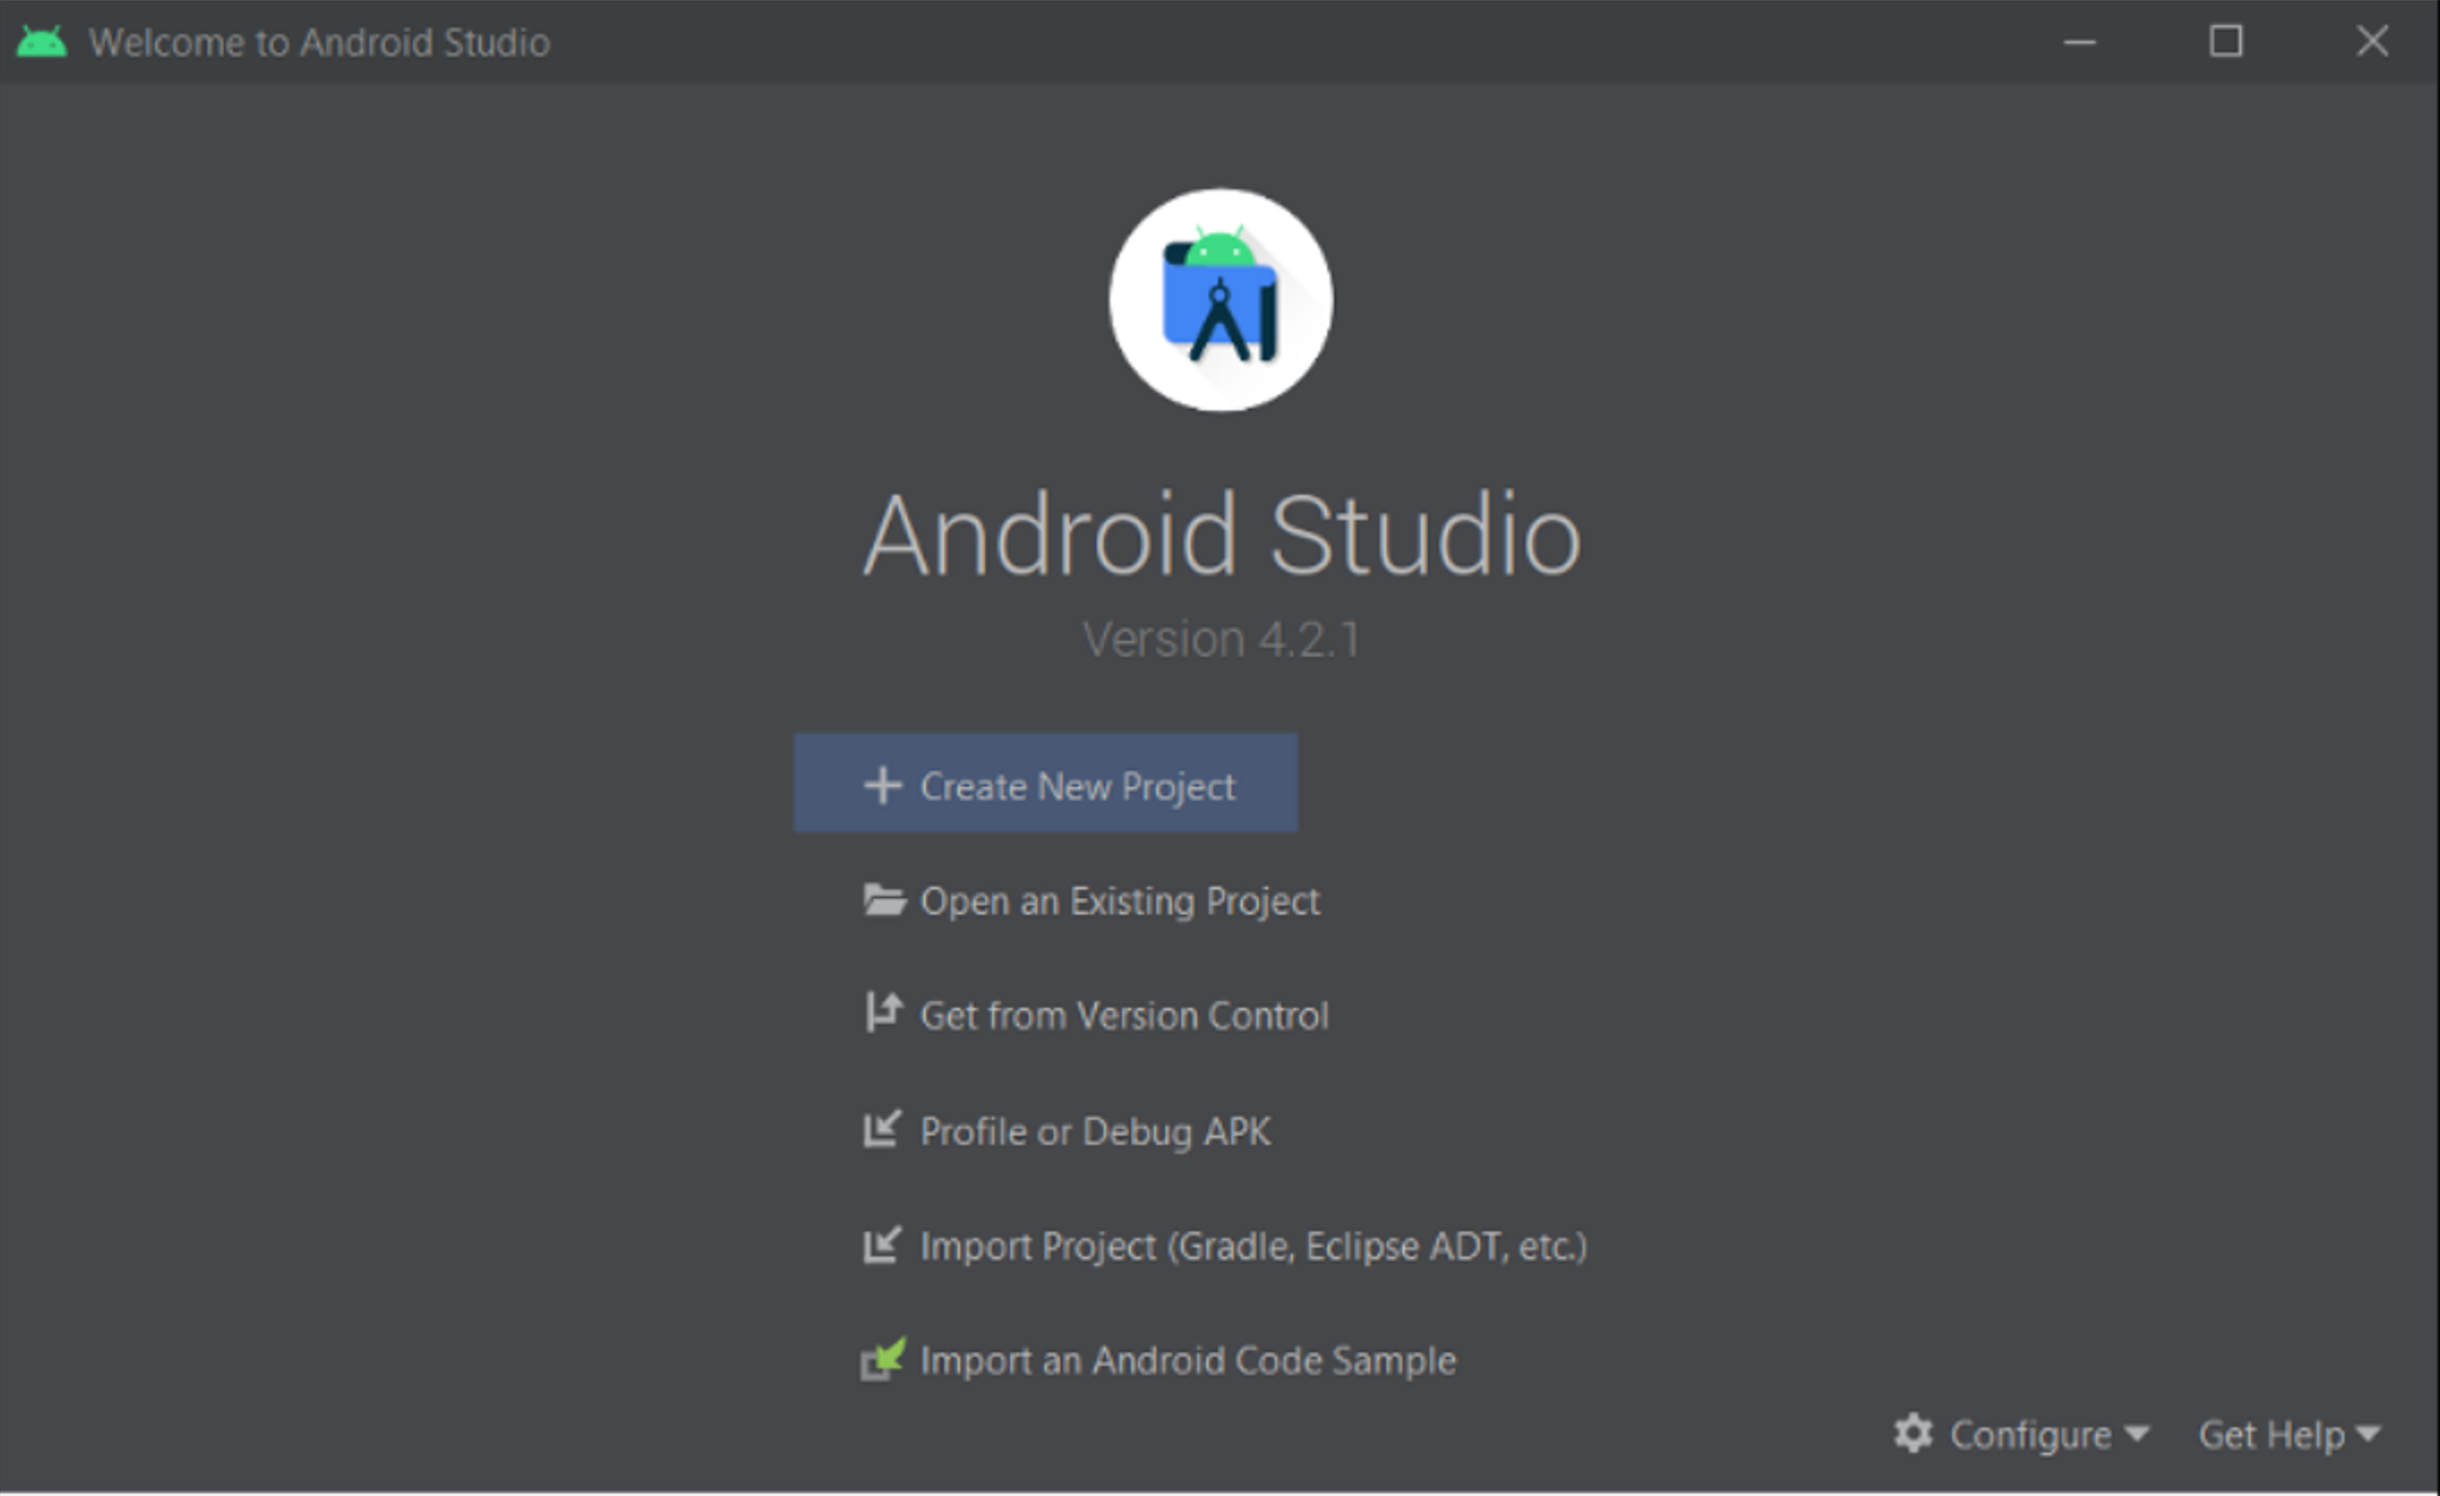 Welcome to Android Studio
Android Studio
Version 4.2.1
Create New Project
Open an Existing Project
Get from Version Control
Profile or Debug APK
Import Project (Gradle, Eclipse ADT, etc.)
Import an Android Code Sample
Configure Get Help